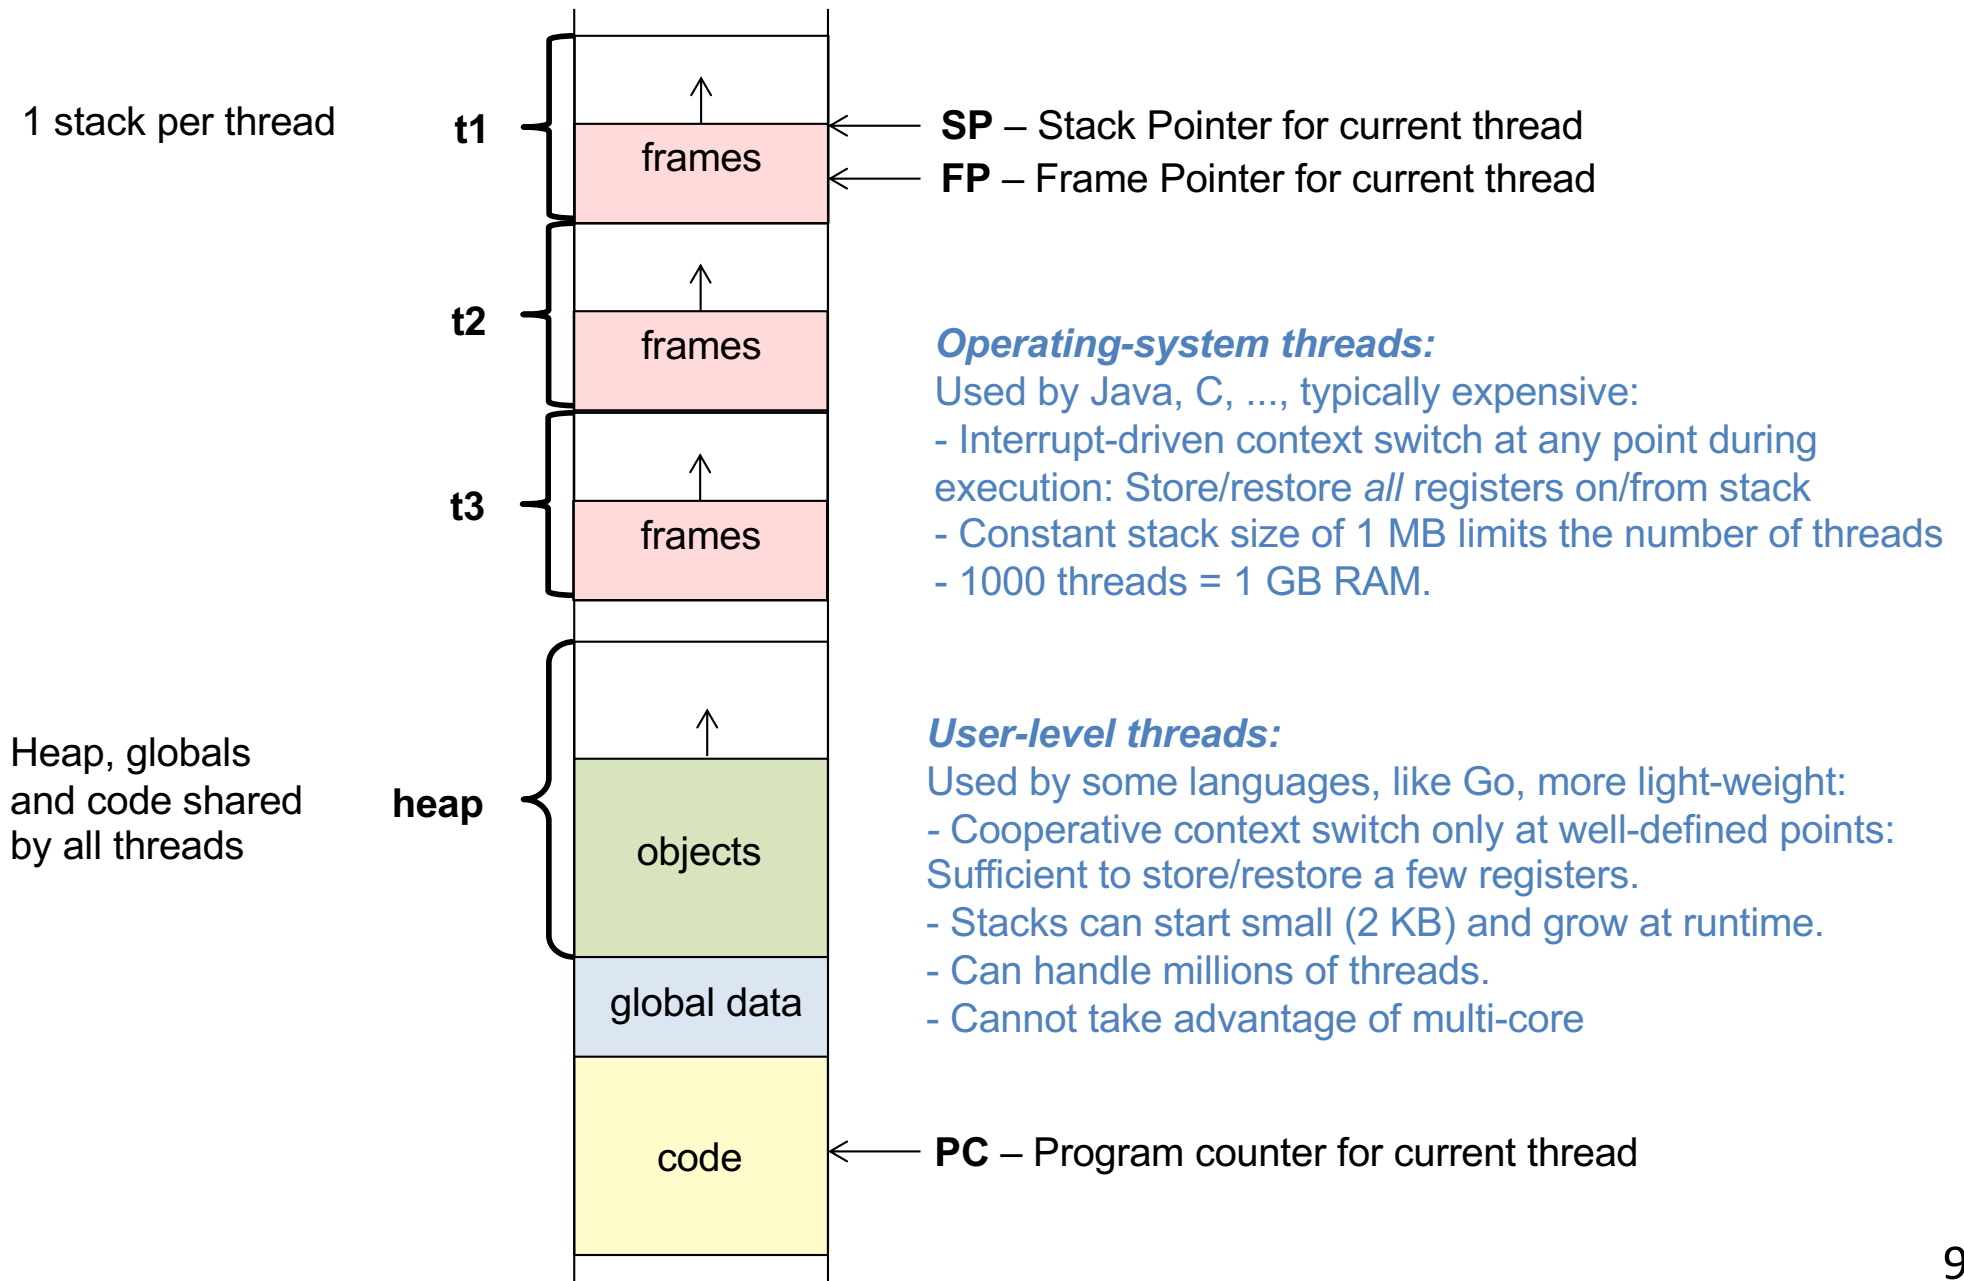 1 stack per thread
t1
frames
SP – Stack Pointer for current thread
FP – Frame Pointer for current thread
t2
frames
t3
frames
Operating-system threads:
Used by Java, C, ..., typically expensive:
- Interrupt-driven context switch at any point during
execution: Store/restore all registers on/from stack
- Constant stack size of 1 MB limits the number of threads
- 1000 threads = 1 GB RAM.
Heap, globals
and code shared
by all threads
heap
objects
global data
code
User-level threads:
Used by some languages, like Go, more light-weight:
- Cooperative context switch only at well-defined points:
Sufficient to store/restore a few registers.
- Stacks can start small (2 KB) and grow at runtime.
- Can handle millions of threads.
- Cannot take advantage of multi-core
PC – Program counter for current thread
9